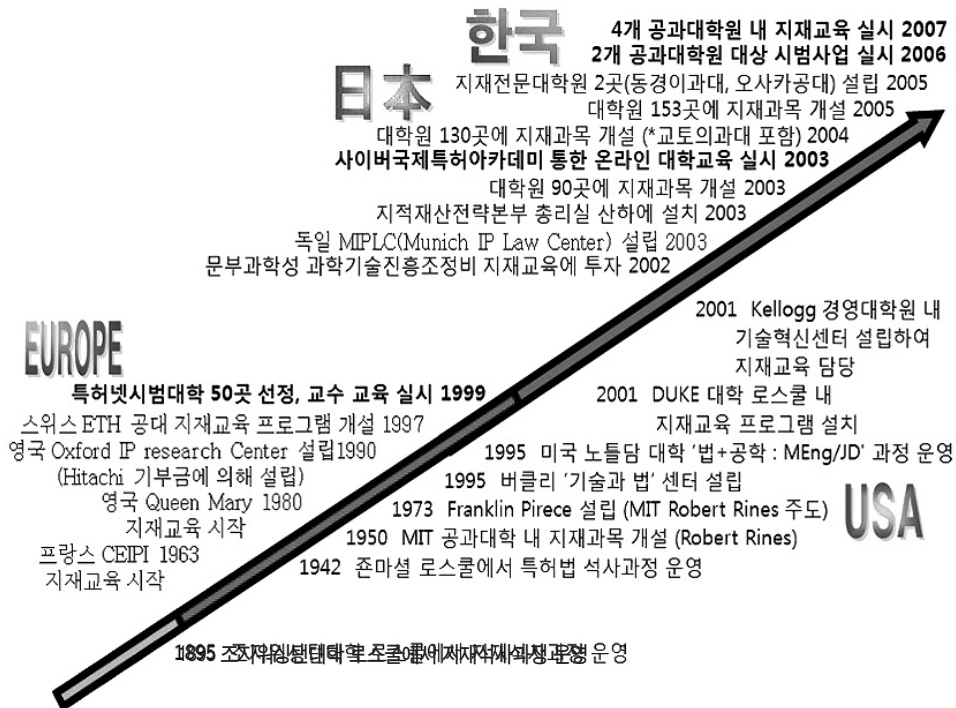 한국
4개 공과대학원 내 지재교육 실시 2007
2개 공과대학원 대상 시범사업 실시 2006
日本
지재전문대학원 2곳(동경이과대, 오사카공대) 설립 2005
대학원 153곳에 지재과목 개설 2005
대학원 130곳에 지재과목 개설 (*교토의과대 포함) 2004
사이버국제특허아카데미 통한 온라인 대학교육 실시 2003
대학원 90곳에 지재과목 개설 2003
지적재산전략본부 총리실 산하에 설치 2003
독일 MIPLC(Munich IP Law Center) 설립 2003
문부과학성 과학기술진흥조정비 지재교육에 투자 2002
EUROPE
특허넷시범대학 50곳 선정, 교수 교육 실시 1999
스위스 ETH 공대 지재교육 프로그램 개설 1997
영국 Oxford IP research Center 설립1990
(Hitachi 기부금에 의해 설립)
영국 Queen Mary 1980
지재교육 시작
프랑스 CEIPI 1963
지재교육 시작
2001 Kellogg 경영대학원 내
기술혁신센터 설립하여
지재교육 담당
2001 DUKE 대학 로스쿨 내
지재교육 프로그램 설치
1995 미국 노틀담 대학 '법+공학 : MEng/JD' 과정 운영
1995 버클리 '기술과 법' 센터 설립
USA
1973 Franklin Pirece 설립 (MIT Robert Rines 주도)
1950 MIT 공과대학 내 지재과목 개설 (Robert Rines)
1942 존마셜 로스쿨에서 특허법 석사과정 운영
1895 운영